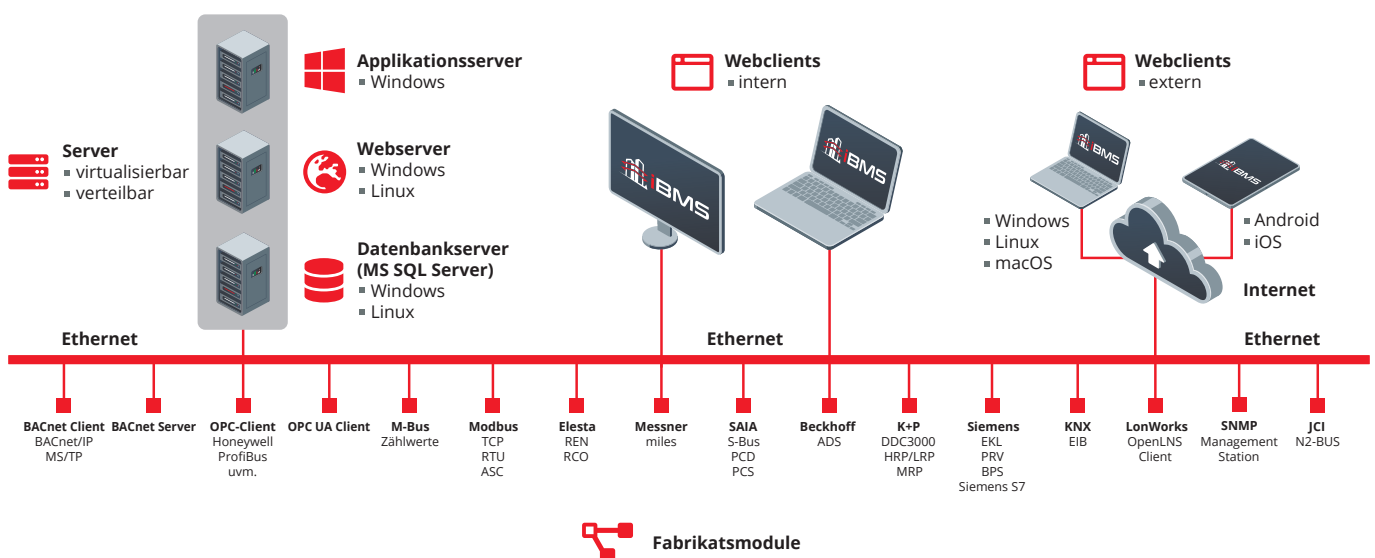 Applikationsserver
▪ Windows
Webclients
▪ intern
Webclients
▪ extern
Server
▪ virtualisierbar
▪ verteilbar
Webserver
▪ Windows
▪ Linux
Datenbankserver
(MS SQL Server)
▪ Windows
▪ Linux
iBMS
iBMS
iBMS
iBMS
▪ Windows
▪ Linux
▪ macOS
▪ Android
▪ iOS
Internet
Ethernet
Ethernet
Ethernet
BACnet Client
BACnet/IP
MS/TP
BACnet Server
OPC-Client
Honeywell
ProfiBus
uvm.
OPC UA Client
M-Bus
Zählwerte
Modbus
TCP
RTU
ASC
Elesta
REN
RCO
Messner
miles
SAIA
S-Bus
PCD
PCS
Beckhoff
ADS
K+P
DDC3000
HRP/LRP
MRP
Siemens
EKL
PRV
BPS
Siemens S7
KNX
EIB
LonWorks
OpenLNS
Client
SNMP
Management
Station
JCI
N2-BUS
Fabrikatsmodule